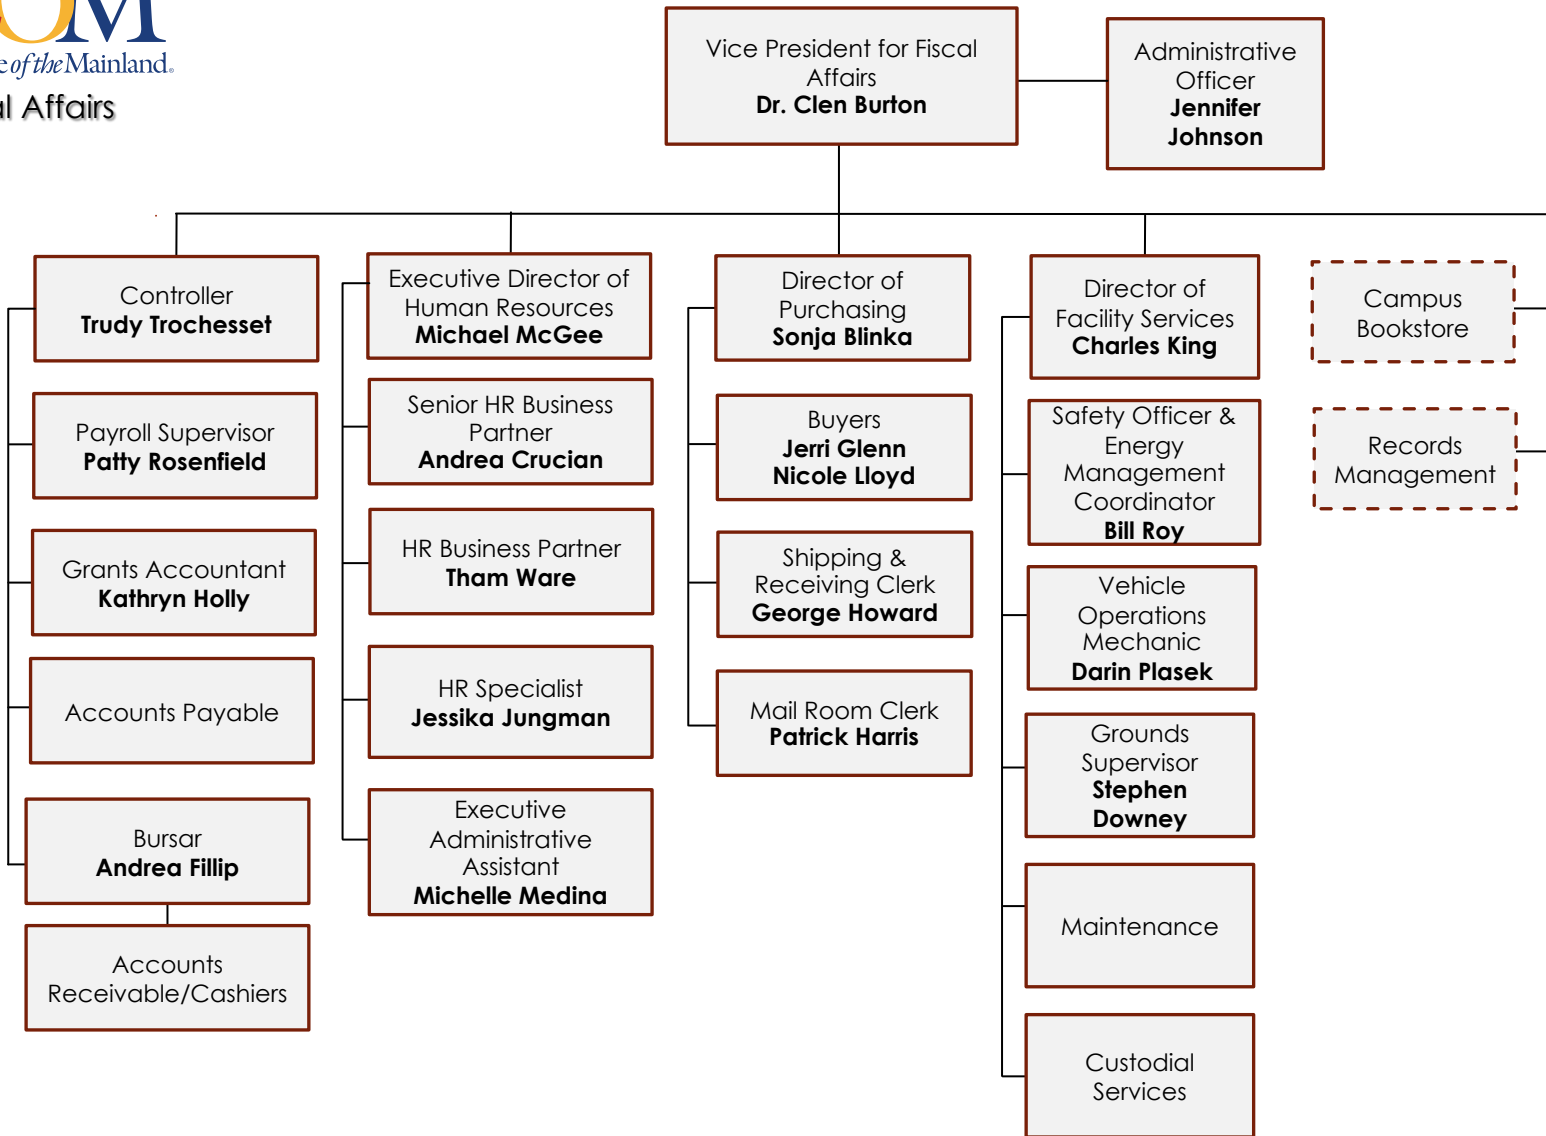 OM
of the Mainland.
Affairs
Vice President for Fiscal
Affairs
Dr. Clen Burton
Administrative
Officer
Jennifer
Johnson
Controller
Trudy Trochesset
Payroll Supervisor
Patty Rosenfield
Grants Accountant
Kathryn Holly
Accounts Payable
Bursar
Andrea Fillip
Accounts
Receivable/Cashiers
Executive Director of
Human Resources
Michael McGee
Senior HR Business
Partner
Andrea Crucian
HR Business Partner
Tham Ware
HR Specialist
Jessika Jungman
Executive
Administrative
Assistant
Michelle Medina
Director of
Purchasing
Sonja Blinka
Buyers
Jerri Glenn
Nicole Lloyd
Shipping &
Receiving Clerk
George Howard
Mail Room Clerk
Patrick Harris
Director of
Facility Services
Charles King
Safety Officer &
Energy
Management
Coordinator
Bill Roy
Vehicle
Operations
Mechanic
Darin Plasek
Grounds
Supervisor
Stephen
Downey
Maintenance
Custodial
Services
Campus
Bookstore
Records
Management